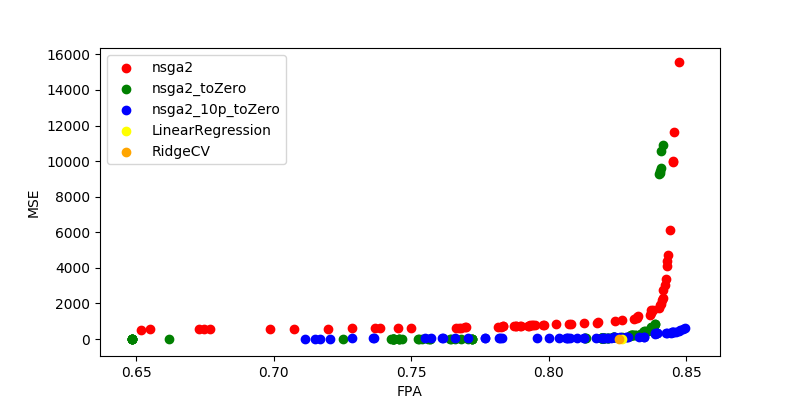 16000
14000
12000
10000
8000
6000
4000
2000
0
MSE
nsga2
nsga2_toZero
nsga2_10p_toZero
LinearRegression
RidgeCV
0.65 0.70 0.75 0.80 0.85
FPA